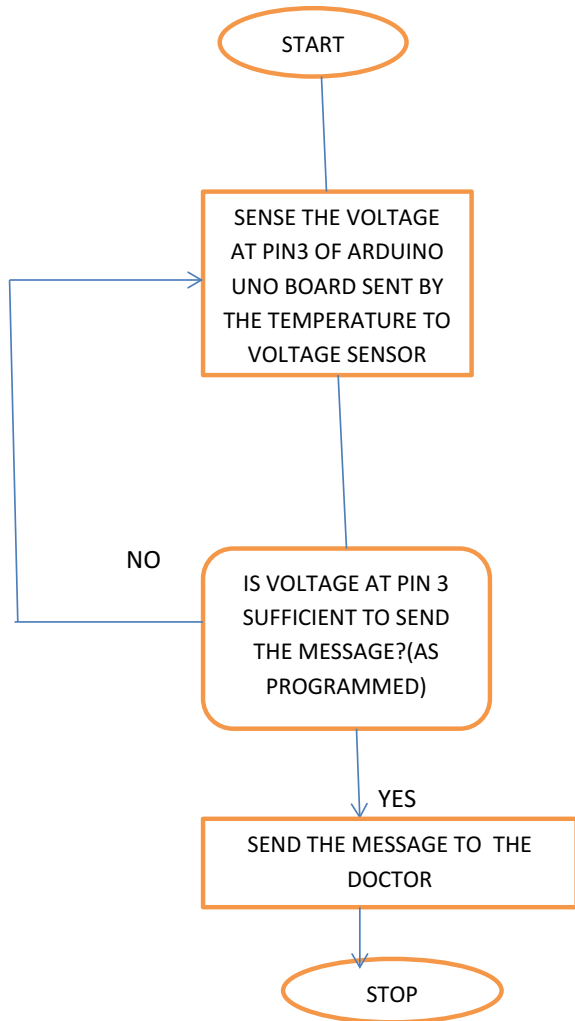 START
SENSE THE VOLTAGE
AT PIN3 OF ARDUINO
UNO BOARD SENT BY
THE TEMPERATURE TO
VOLTAGE SENSOR
NO
IS VOLTAGE AT PIN 3
SUFFICIENT TO SEND
THE MESSAGE?(AS
PROGRAMMED)
YES
SEND THE MESSAGE TO  THE
DOCTOR
STOP